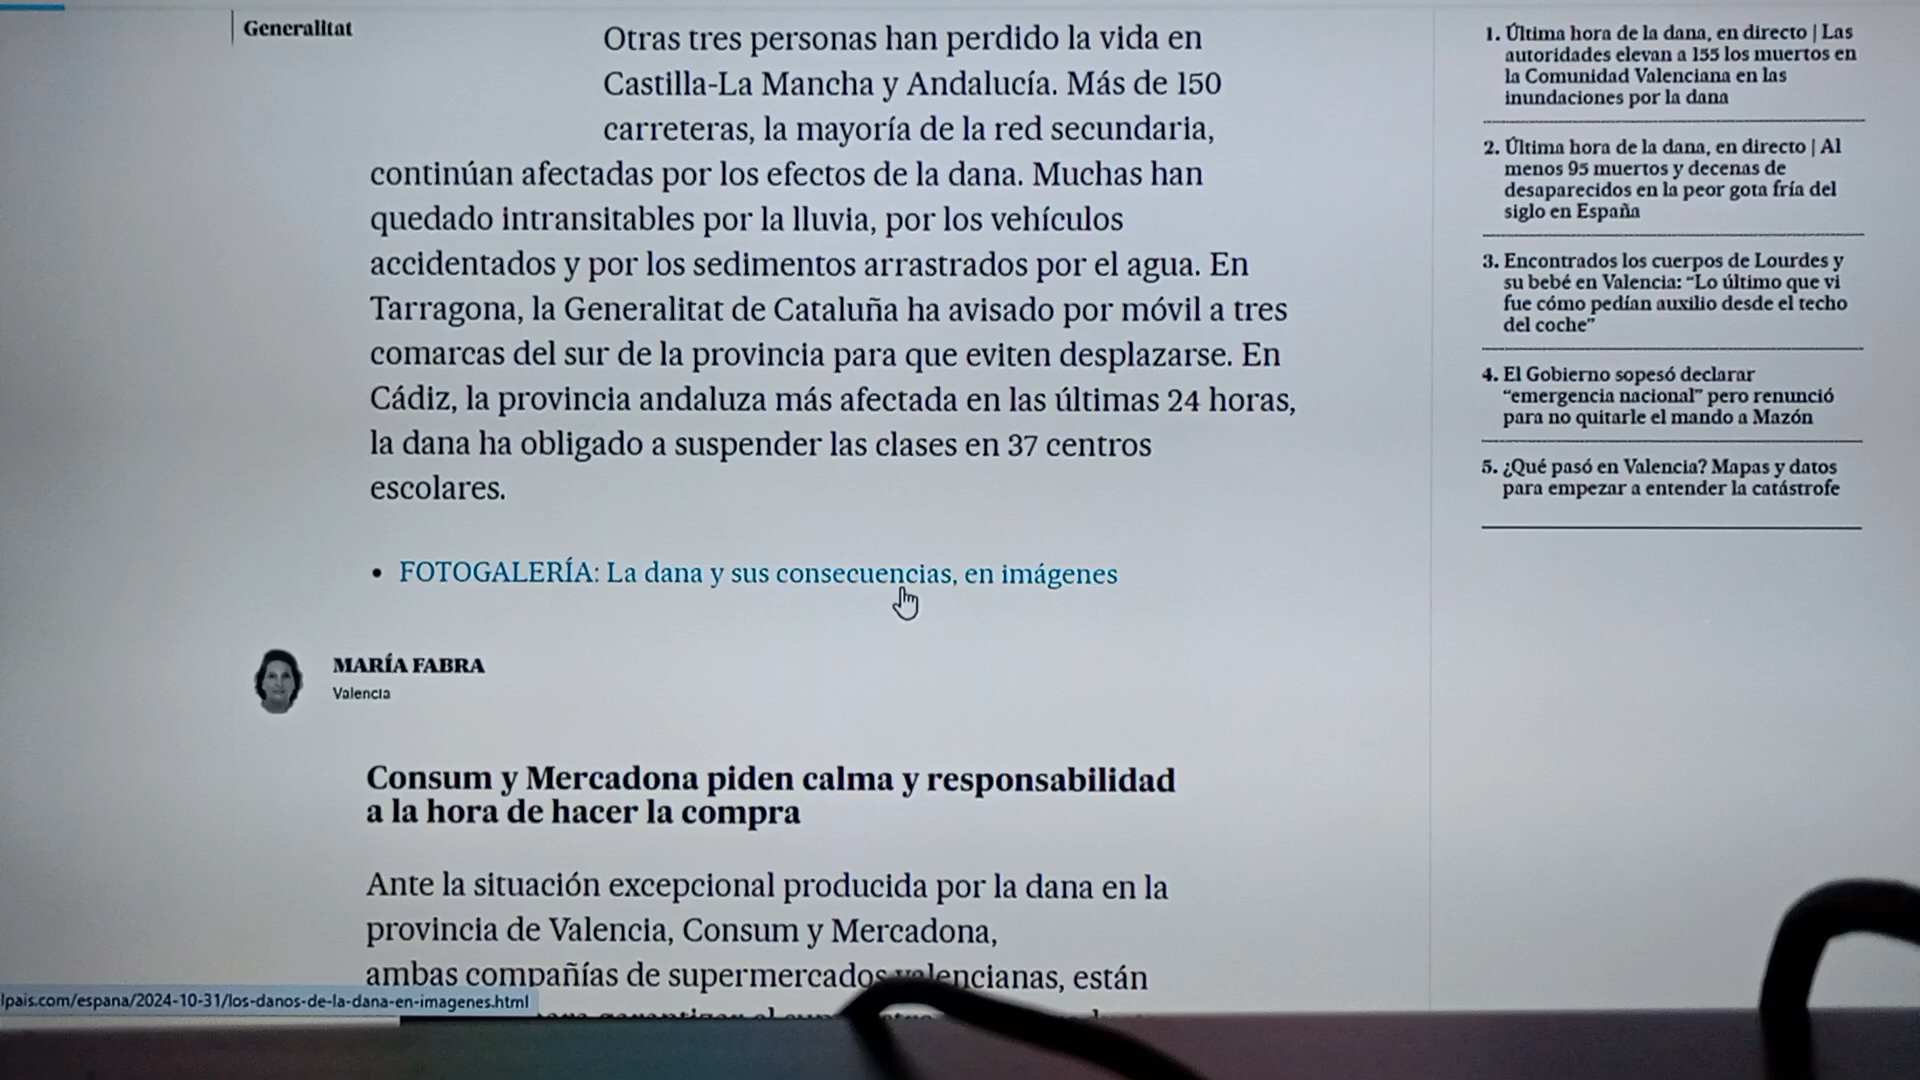 Generalitat
Otras tres personas han perdido la vida en
Castilla-La Mancha y Andalucía. Más de 150
carreteras, la mayoría de la red secundaria,
continúan afectadas por los efectos de la dana. Muchas han
quedado intransitables por la lluvia, por los vehículos
accidentados y por los sedimentos arrastrados por el agua. En
Tarragona, la Generalitat de Cataluña ha avisado por móvil a tres
comarcas del sur de la provincia para que eviten desplazarse. En
Cádiz, la provincia andaluza más afectada en las últimas 24 horas,
la dana ha obligado a suspender las clases en 37 centros
escolares.
• FOTOGALERÍA: La dana y sus consecuencias, en imágenes
MARÍA FABRA
Valencia
Consum y Mercadona piden calma y responsabilidad
a la hora de hacer la compra
Ante la situación excepcional producida por la dana en la
provincia de Valencia, Consum y Mercadona,
ambas compañías de supermercados valencianas, están
lpais.com/espana/2024-10-31/los-danos-de-la-dana-en-imagenes.html
1. Última hora de la dana, en directo | Las
autoridades elevan a 155 los muertos en
la Comunidad Valenciana en las
inundaciones por la dana
2. Última hora de la dana, en directo | Al
menos 95 muertos y decenas de
desaparecidos en la peor gota fría del
siglo en España
3. Encontrados los cuerpos de Lourdes y
su bebé en Valencia: “Lo último que vi
fue cómo pedían auxilio desde el techo
del coche”
4. El Gobierno sopesó declarar
“emergencia nacional” pero renunció
para no quitarle el mando a Mazón
5. ¿Qué pasó en Valencia? Mapas y datos
para empezar a entender la catástrofe